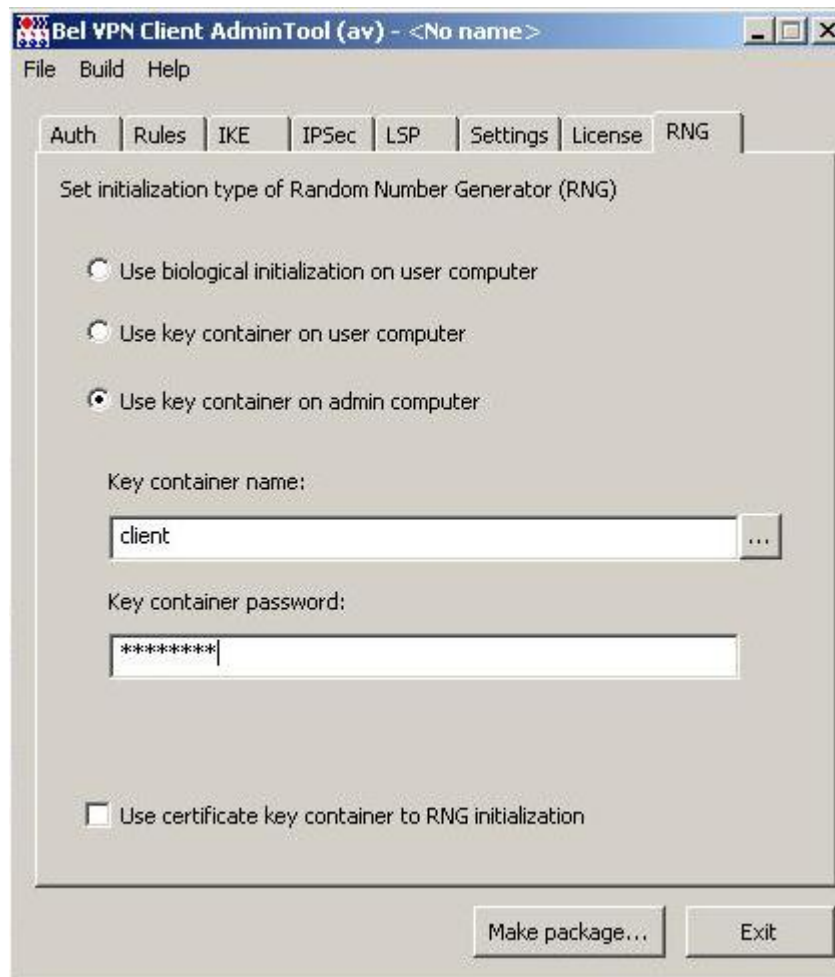 Bel VPN Client AdminTool (av) - <No name>
File Build Help
Auth Rules IKE IPSec LSP Settings License RNG
Set initialization type of Random Number Generator (RNG)
Use biological initialization on user computer
Use key container on user computer
Use key container on admin computer
Key container name:
client
...
Key container password:
********
Use certificate key container to RNG initialization
Make package... Exit